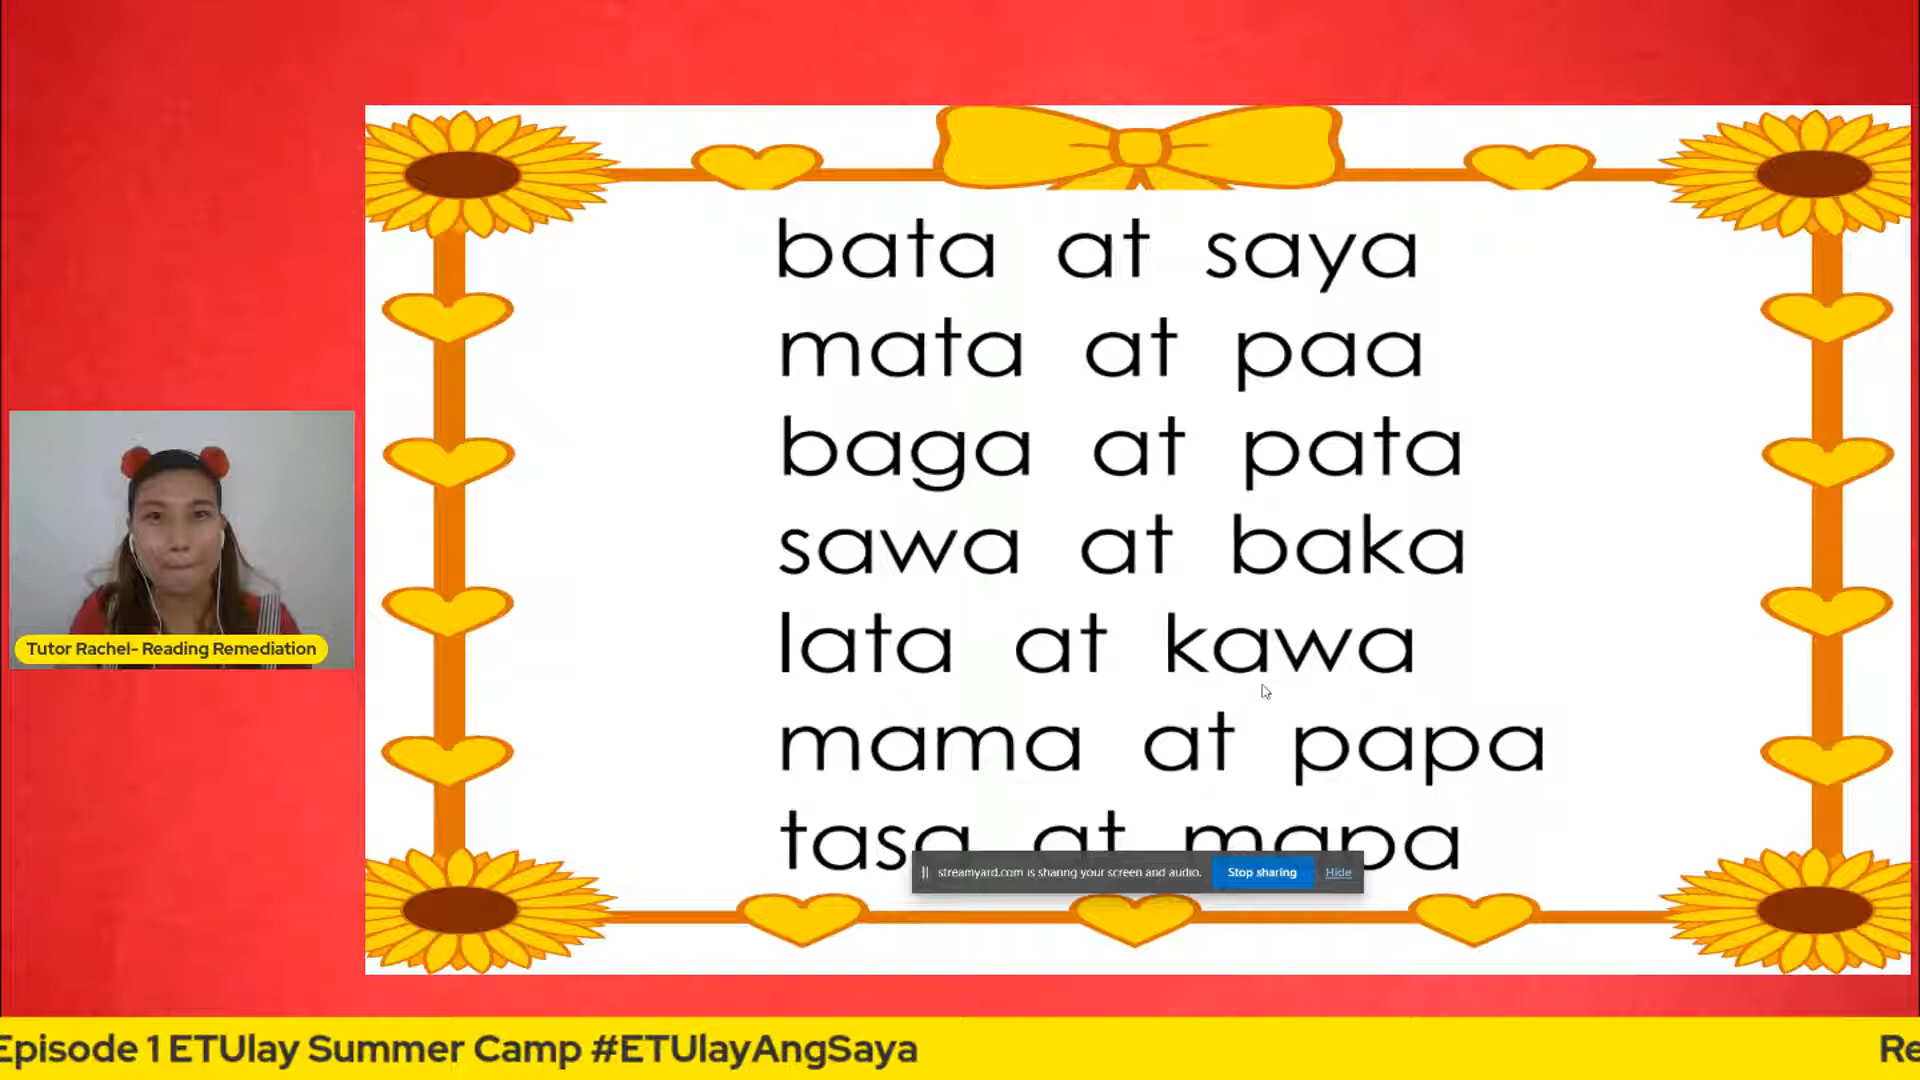 bata at saya
mata at paa
baga at pata
sawa at baka
lata at kawa
mama at papa
tasa at mapa
streamyard.com is sharing your screen and audio. Stop sharing Hide
Tutor Rachel- Reading Remediation
Episode 1 ETUlay Summer Camp #ETUlayAngSaya